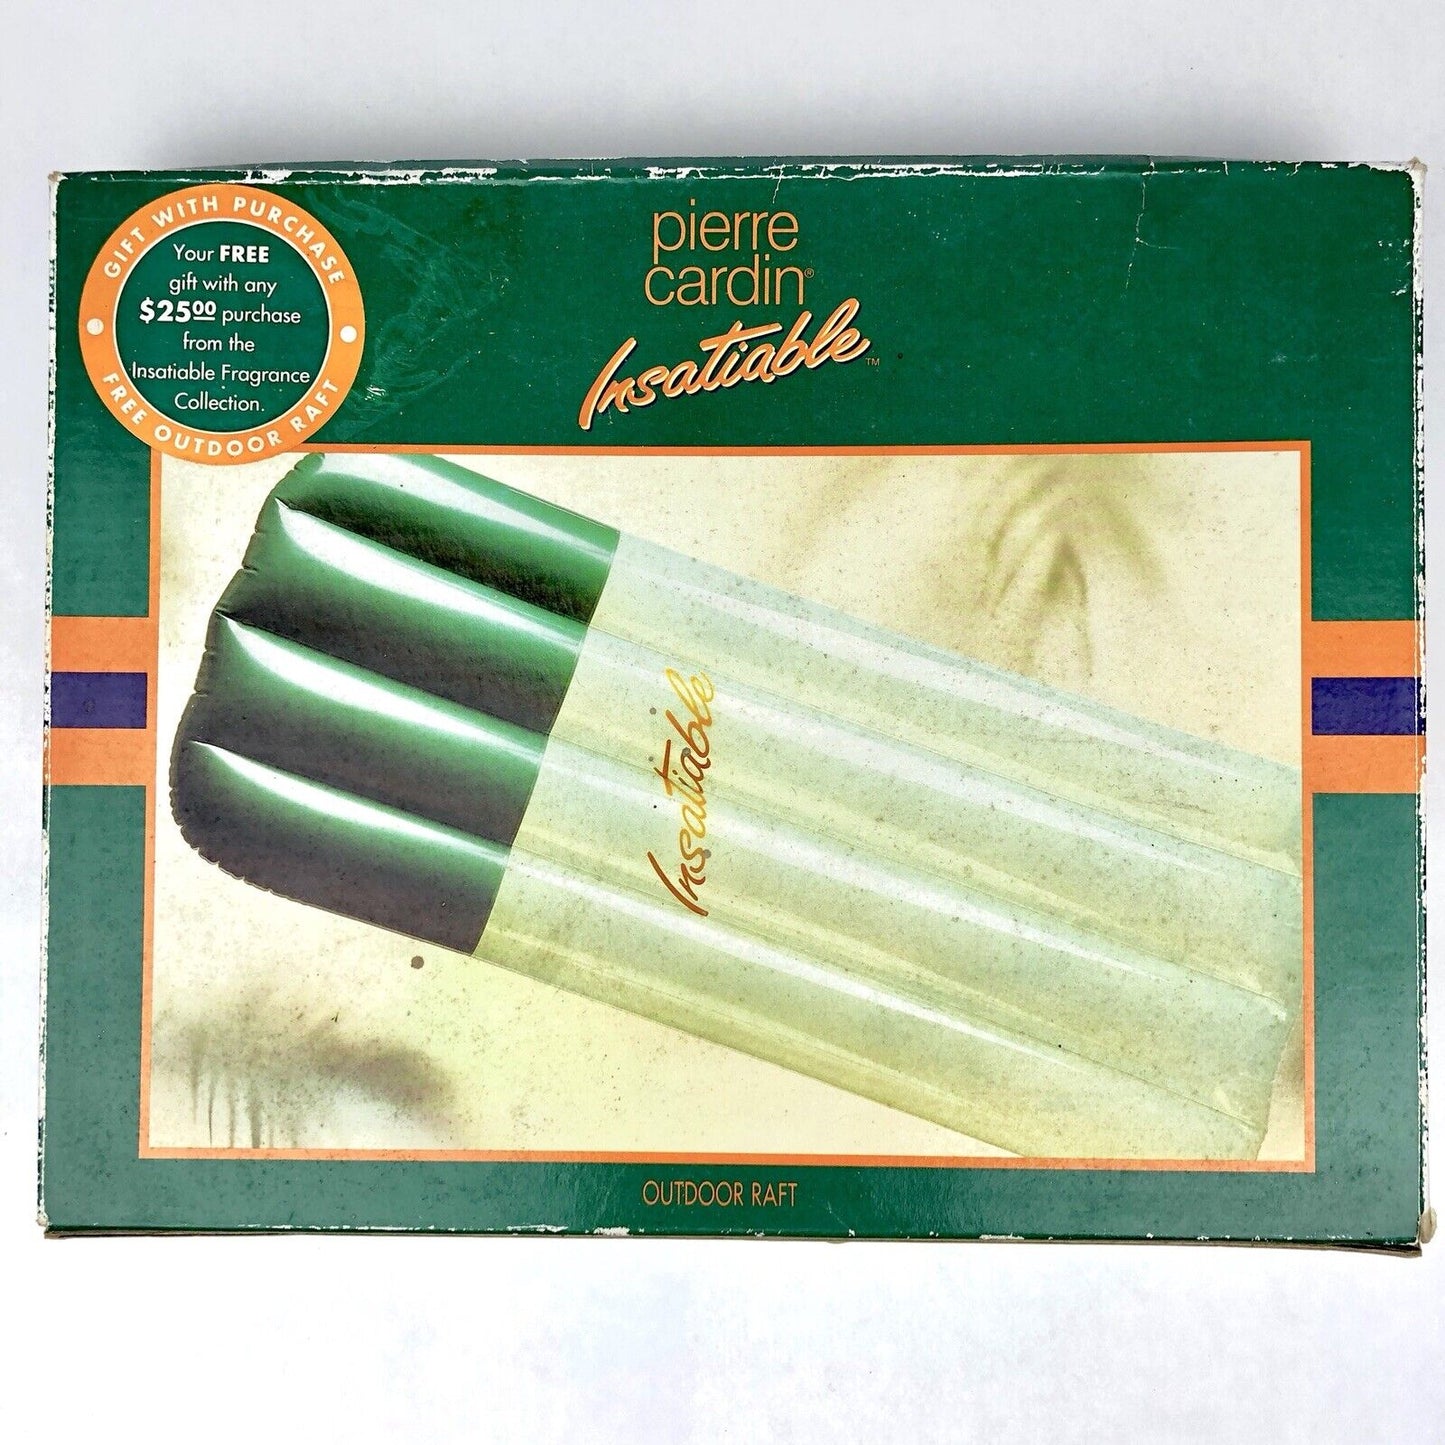 GIFT WITH PURCHASE
Your FREE
gift with any
$25.00 purchase
from the
Insatiable Fragrance
Collection.
FREE OUTDOOR RAFT
pierre
cardin®
Insatiable™
Insatiable
OUTDOOR RAFT